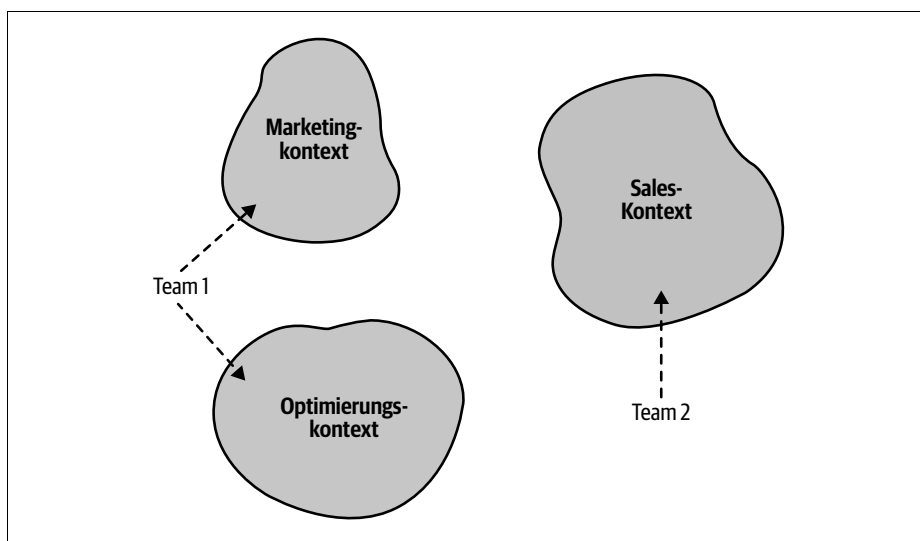 Marketing-
kontext
Sales-
Kontext
Team 1
Optimierungs-
kontext
Team 2